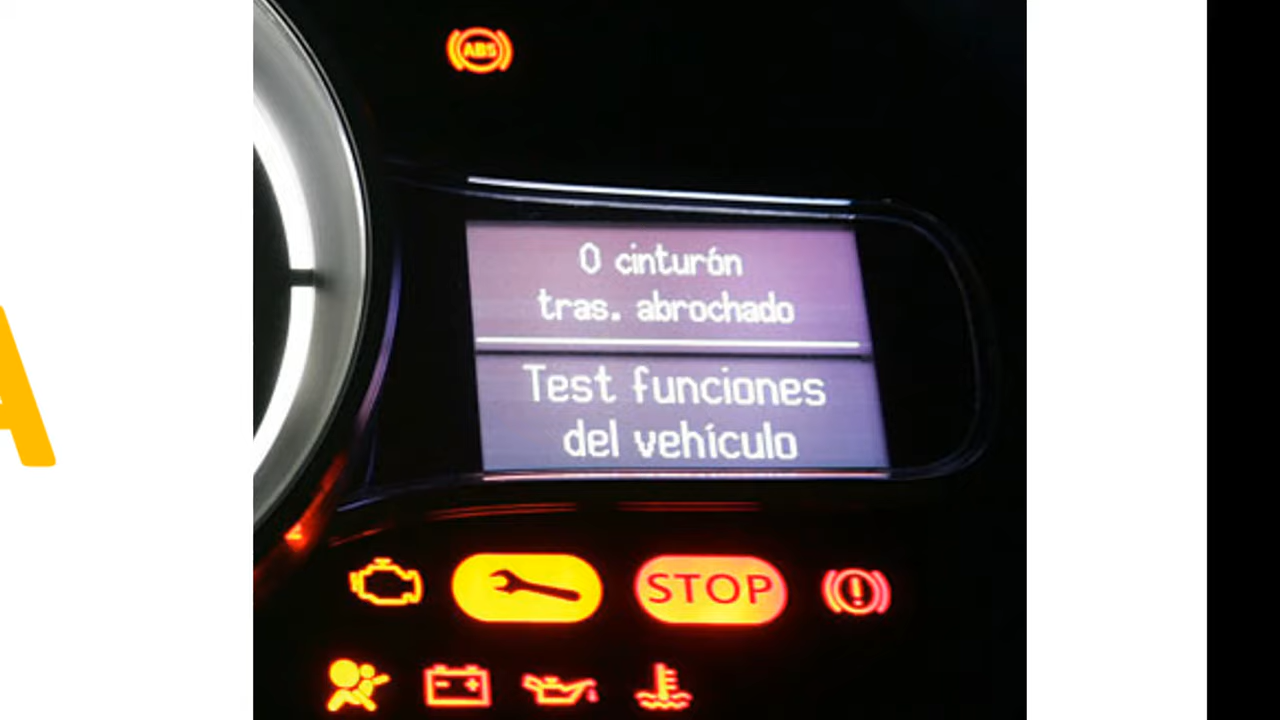 ABS
0 cinturón
tras. abrochado
Test funciones
del vehículo
STOP
A